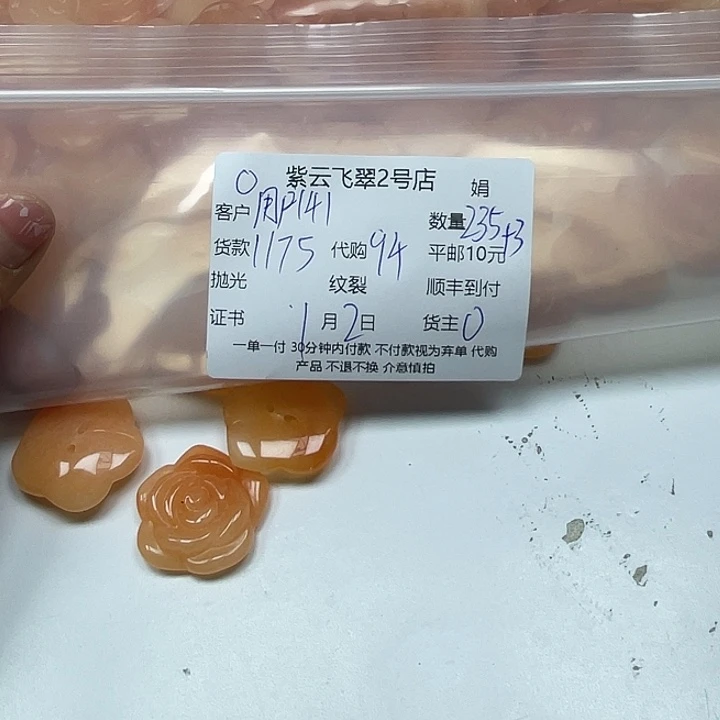 O 紫云飞翠2号店 娟
客户 用户141 数量 235+3
货款 1175 代购 94 平邮10元
抛光 纹裂 顺丰到付
证书 1月2日 货主 0
一单一付 30分钟内付款 不付款视为弃单 代购
产品 不退不换 介意慎拍